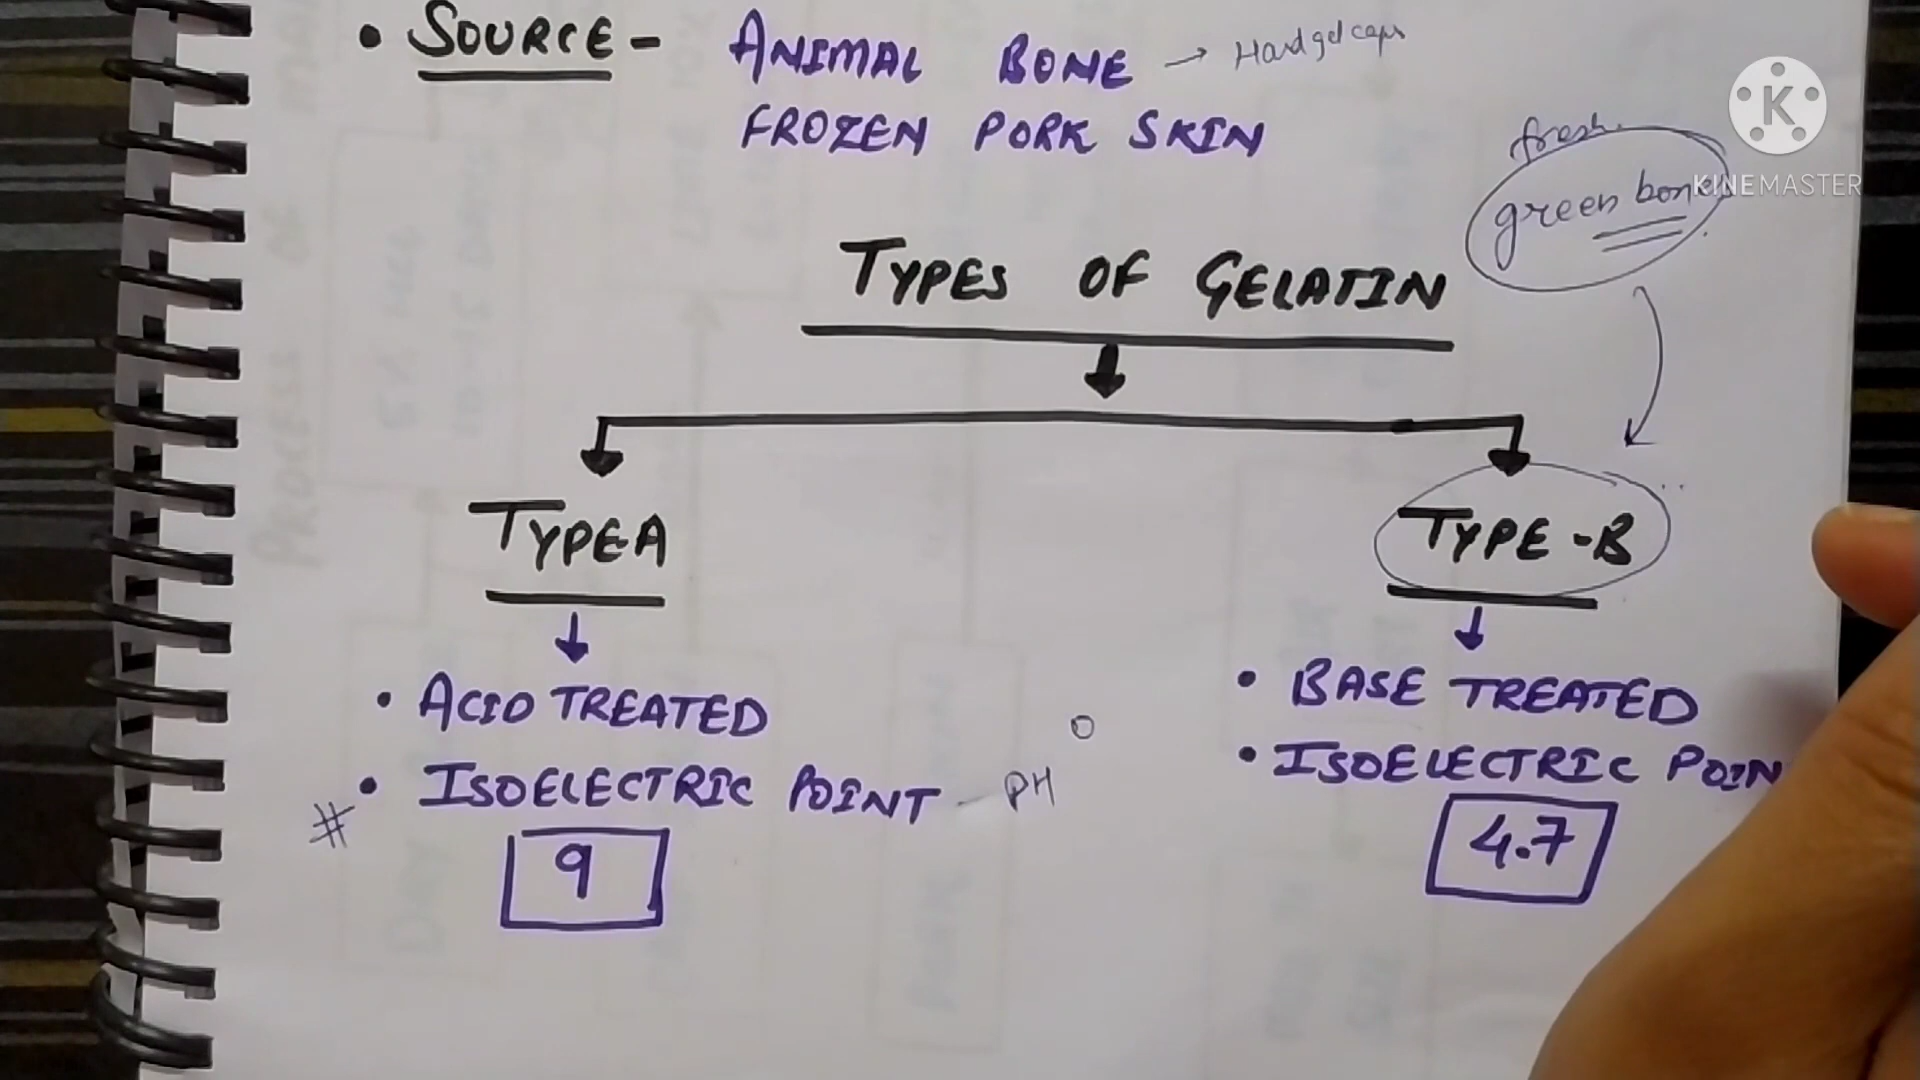 • SOURCE - ANIMAL BONE → Hard gel caps
FROZEN PORK SKIN
fresh
green bone
K
KINEMASTER
TYPES OF GELATIN
TYPE-A
TYPE-B
• ACID TREATED
• BASE TREATED
# • ISOELECTRIC POINT - PH
• ISOELECTRIC POIN
9
4.7